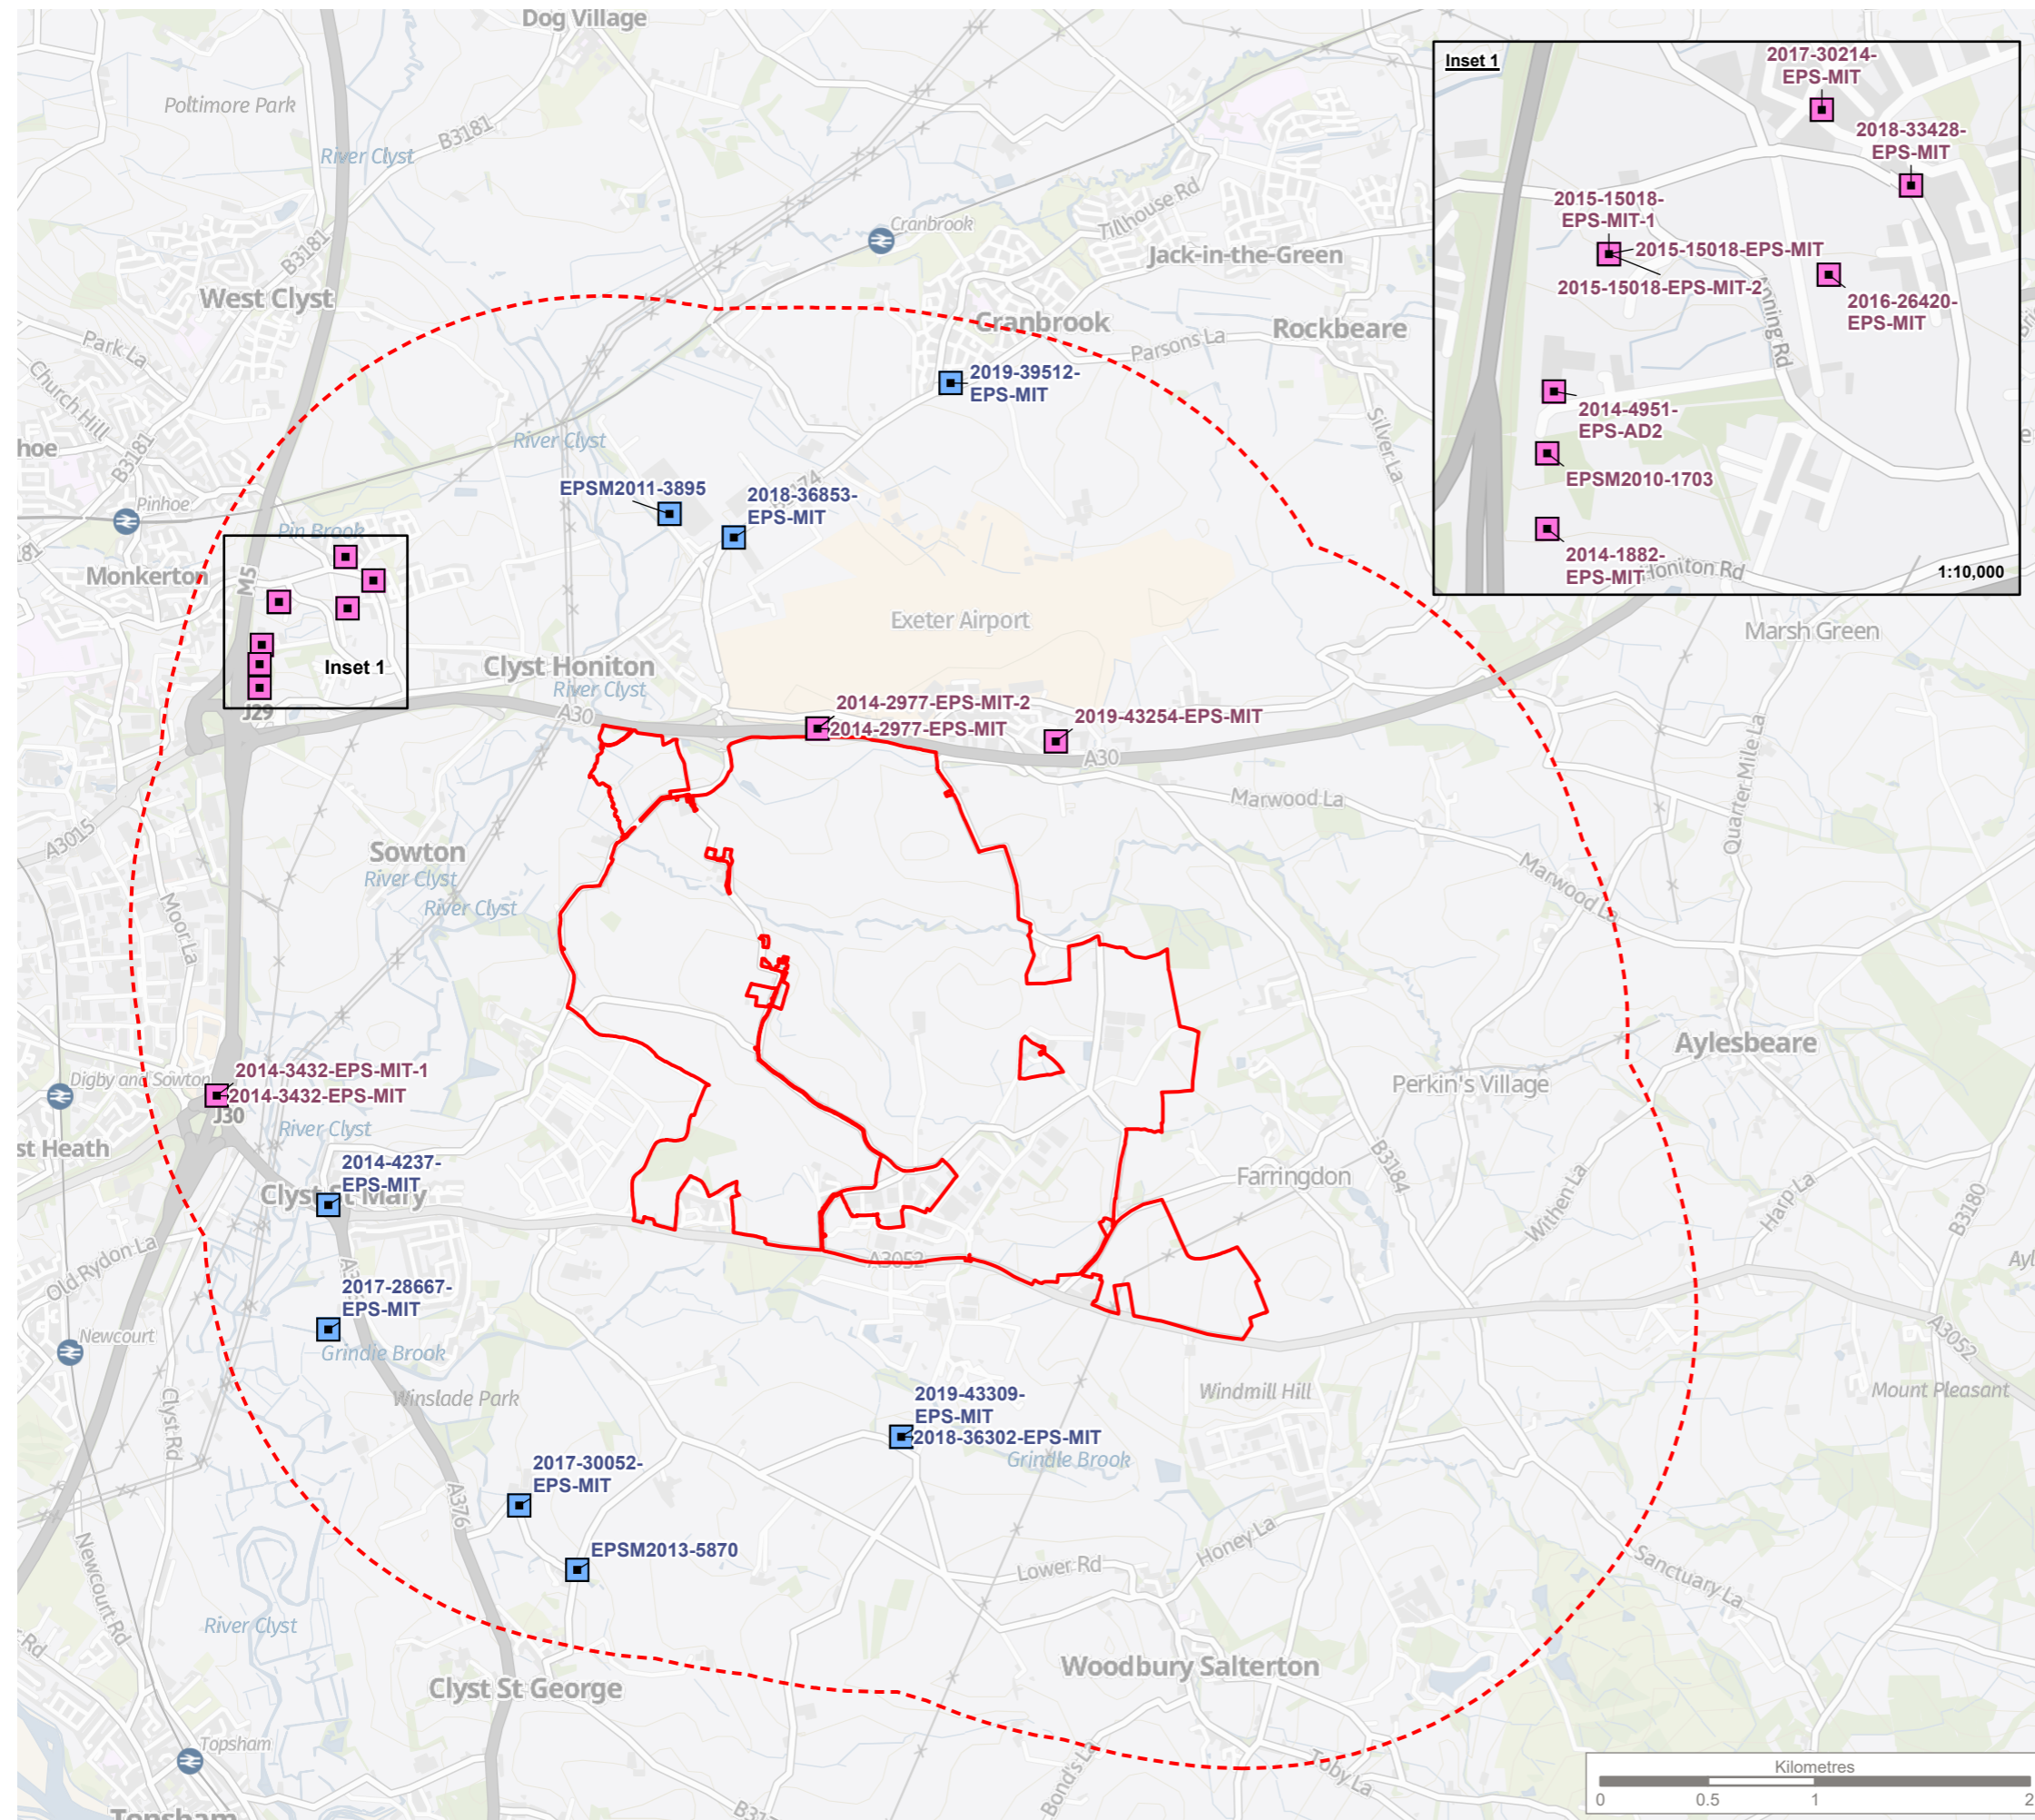 Dog Village
Poltimore Park
B3181
River Clyst
Inset 1
2017-30214-
EPS-MIT
2018-33428-
EPS-MIT
2015-15018-
EPS-MIT-1
2015-15018-EPS-MIT
2015-15018-EPS-MIT-2
2016-26420-
EPS-MIT
2014-4951-
EPS-AD2
EPSM2010-1703
2014-1882-
EPS-MIT
Honiton Rd
1:10,000
Cranbrook
Tillhouse Rd
Jack-in-the-Green
B3181
West Clyst
Cranbrook
Rockbeare
Parsons La
Park La
Church Hill
B3181
2019-39512-
EPS-MIT
hoe
River Clyst
Silver La
EPSM2011-3895
2018-36853-
EPS-MIT
Pinhoe
Pin Brook
Monkerton
M5
Exeter Airport
Marsh Green
Inset 1
Clyst Honiton
River Clyst
J29
A30
2014-2977-EPS-MIT-2
2014-2977-EPS-MIT
2019-43254-EPS-MIT
A30
Quarter Mile La
Marwood La
A3015
Sowton
River Clyst
River Clyst
Moor La
Marwood La
Aylesbeare
Digby and Sowton
2014-3432-EPS-MIT-1
2014-3432-EPS-MIT
J30
Perkin's Village
River Clyst
st Heath
2014-4237-
EPS-MIT
Clyst St Mary
Farringdon
B3184
Withen La
Harp La
B3180
Old Rydon La
A3052
2017-28667-
EPS-MIT
Newcourt
Grindle Brook
A3052
Winslade Park
Clyst Rd
2019-43309-
EPS-MIT
2018-36302-EPS-MIT
Grindle Brook
Windmill Hill
Mount Pleasant
2017-30052-
EPS-MIT
A376
EPSM2013-5870
Honey La
Lower Rd
Sanctuary La
Newcourt Rd
River Clyst
Rd
Clyst St George
Woodbury Salterton
Topsham
Bond's La
Toby La
Kilometres
0 0.5 1 2
Topsham